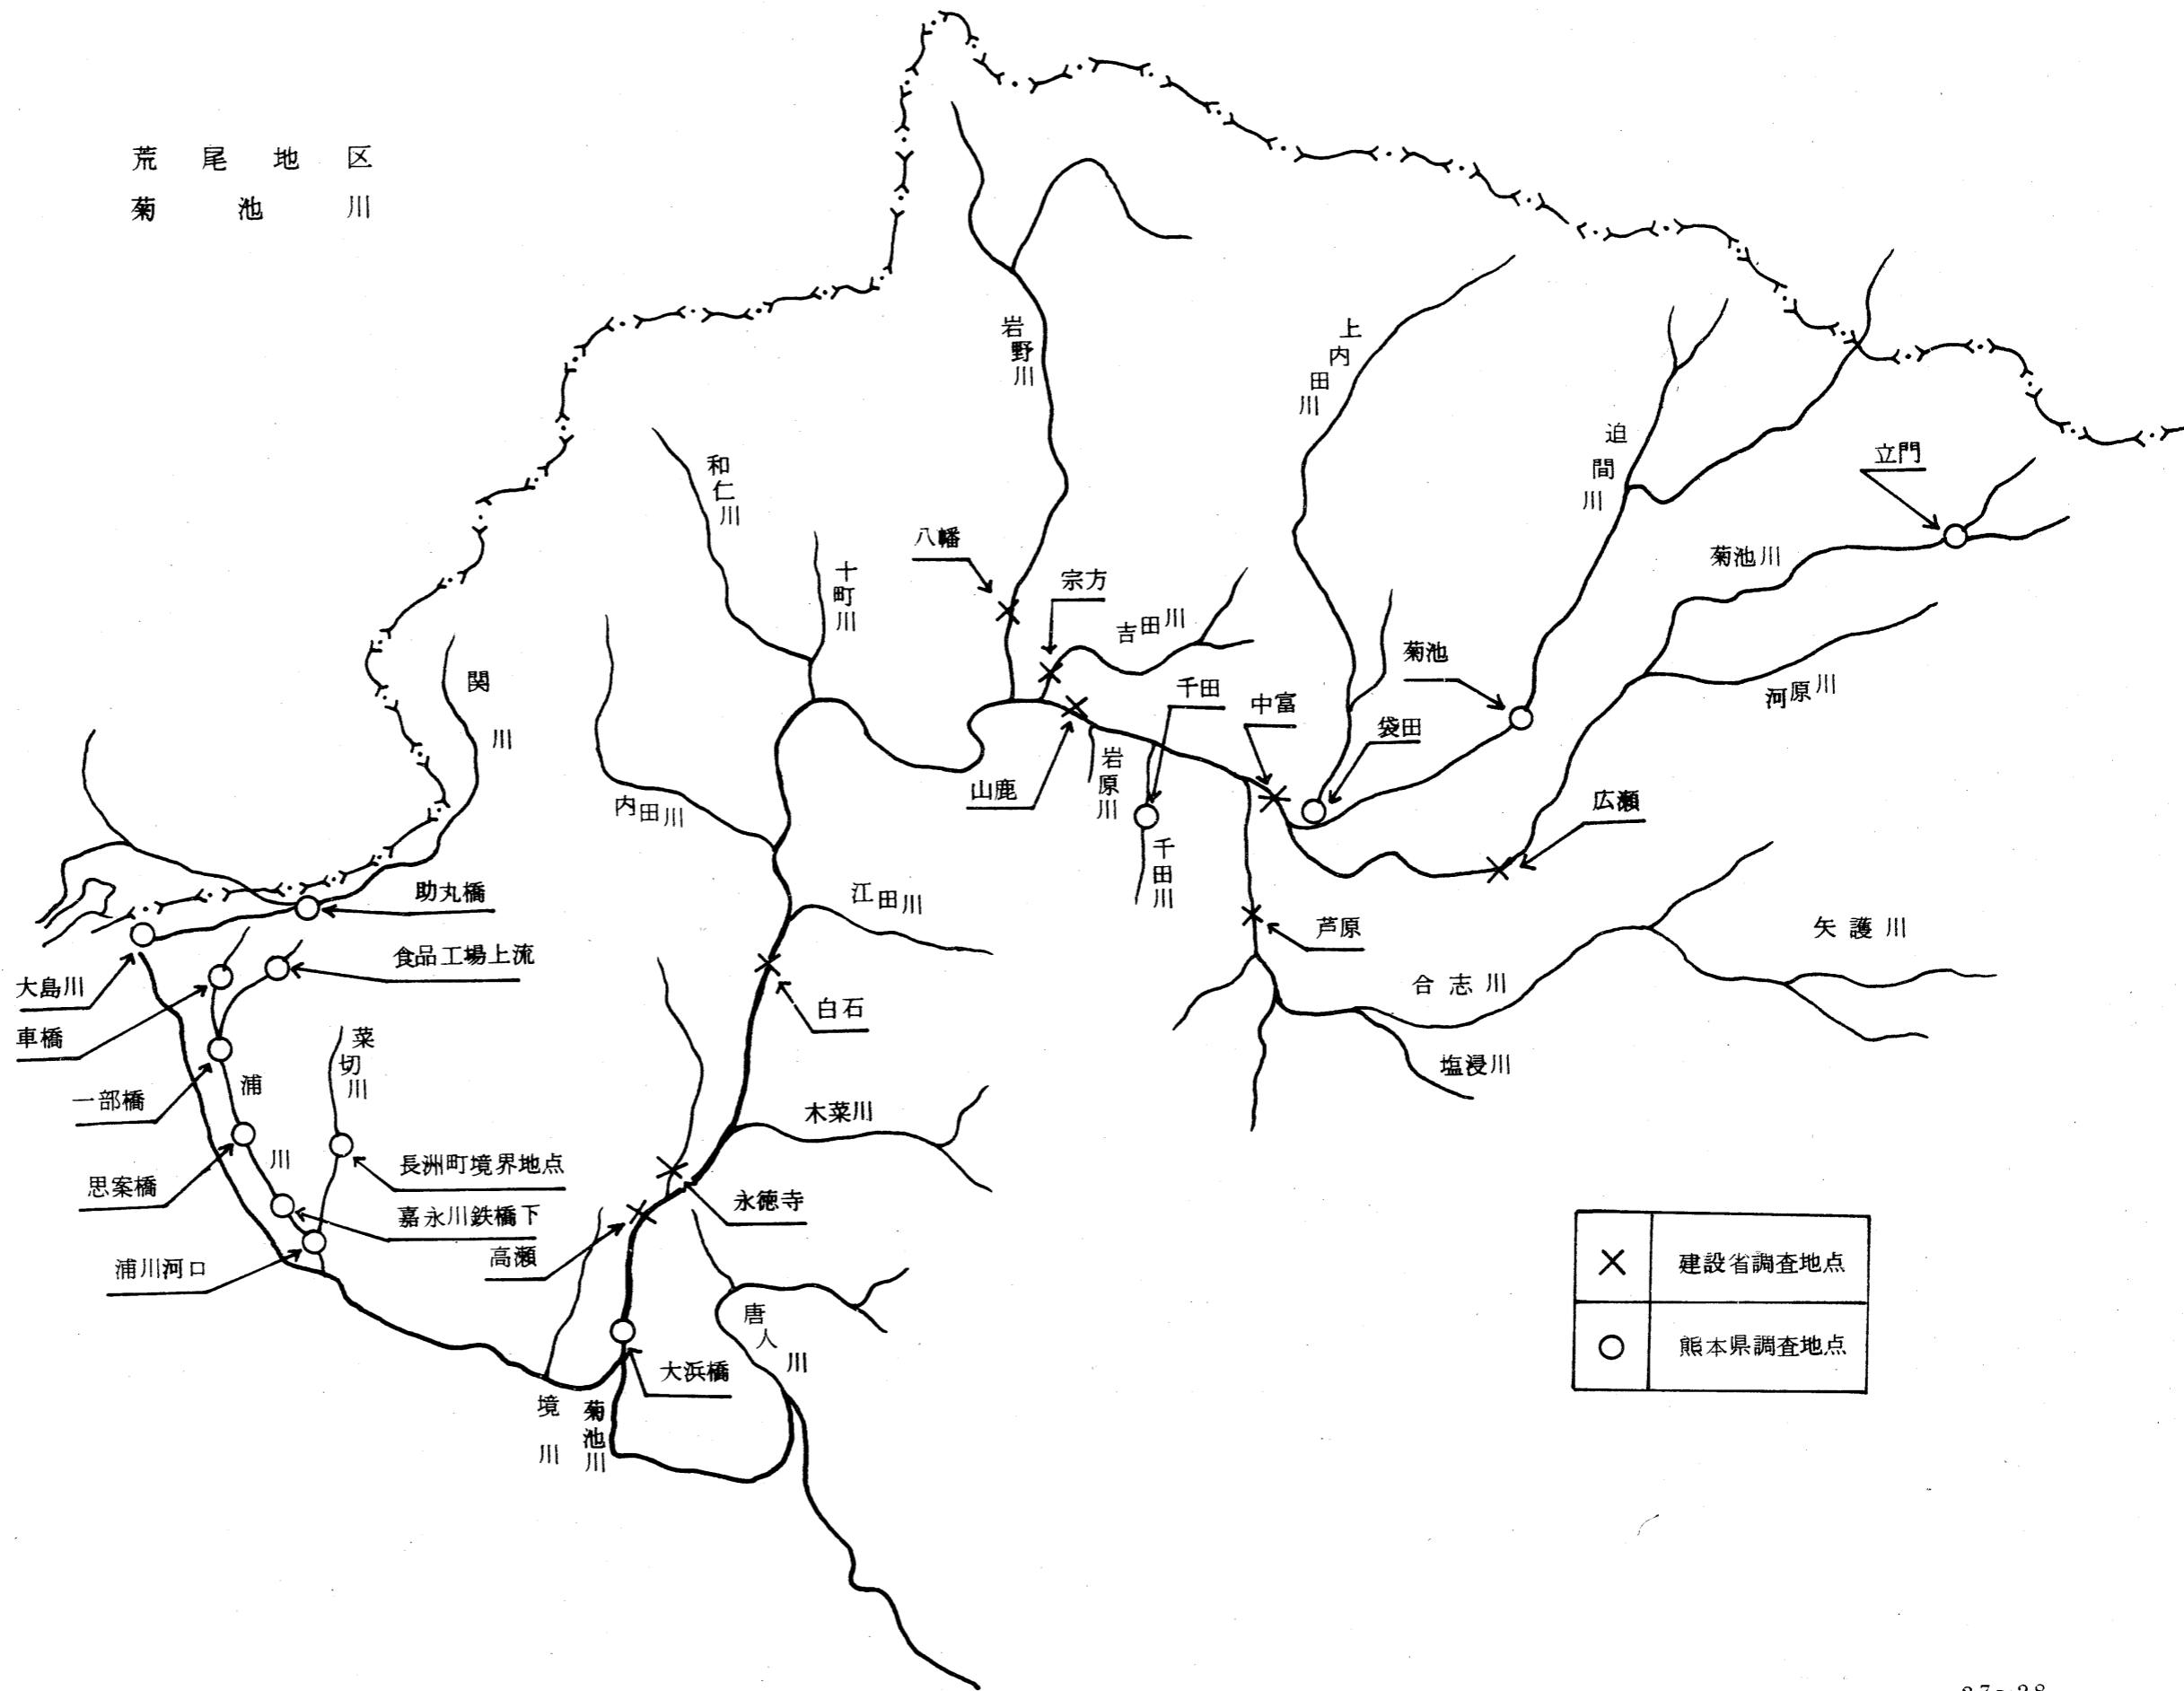 荒尾地区
菊池川
岩野川
上内田川
迫間川
立門
和仁川
菊池川
八幡
十町川
宗方
吉田川
菊池
河原川
関川
千田
中富
袋田
山鹿
岩原川
内田川
広瀬
千田川
助丸橋
江田川
芦原
矢護川
食品工場上流
大島川
合志川
白石
車橋
菜切川
塩浸川
一部橋
浦川
木葉川
長洲町境界地点
思案橋
永徳寺
嘉永川鉄橋下
高瀬
浦川河口
唐人川
大浜橋
境川
菊池川
建設省調査地点
熊本県調査地点